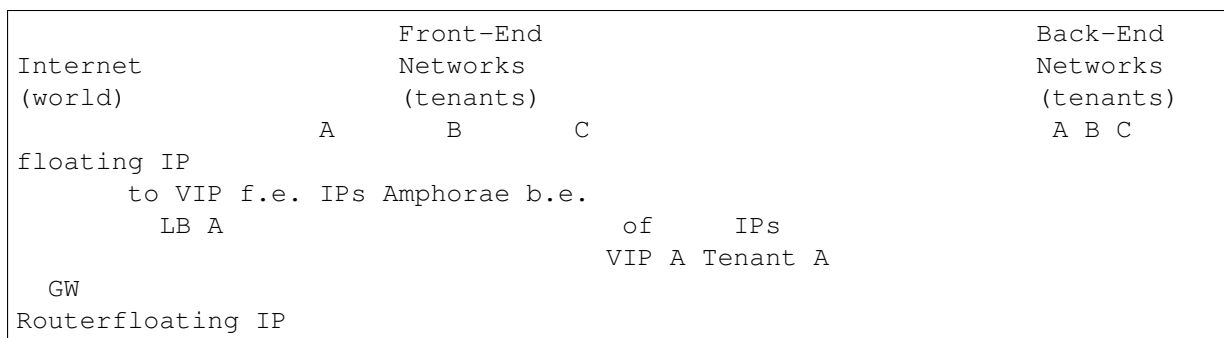 Front-End Back-End
Internet Networks Networks
(world) (tenants) (tenants)
A B C A B C
floating IP
to VIP f.e. IPs Amphorae b.e.
LB A of IPs
VIP A Tenant A
GW
Routerfloating IP